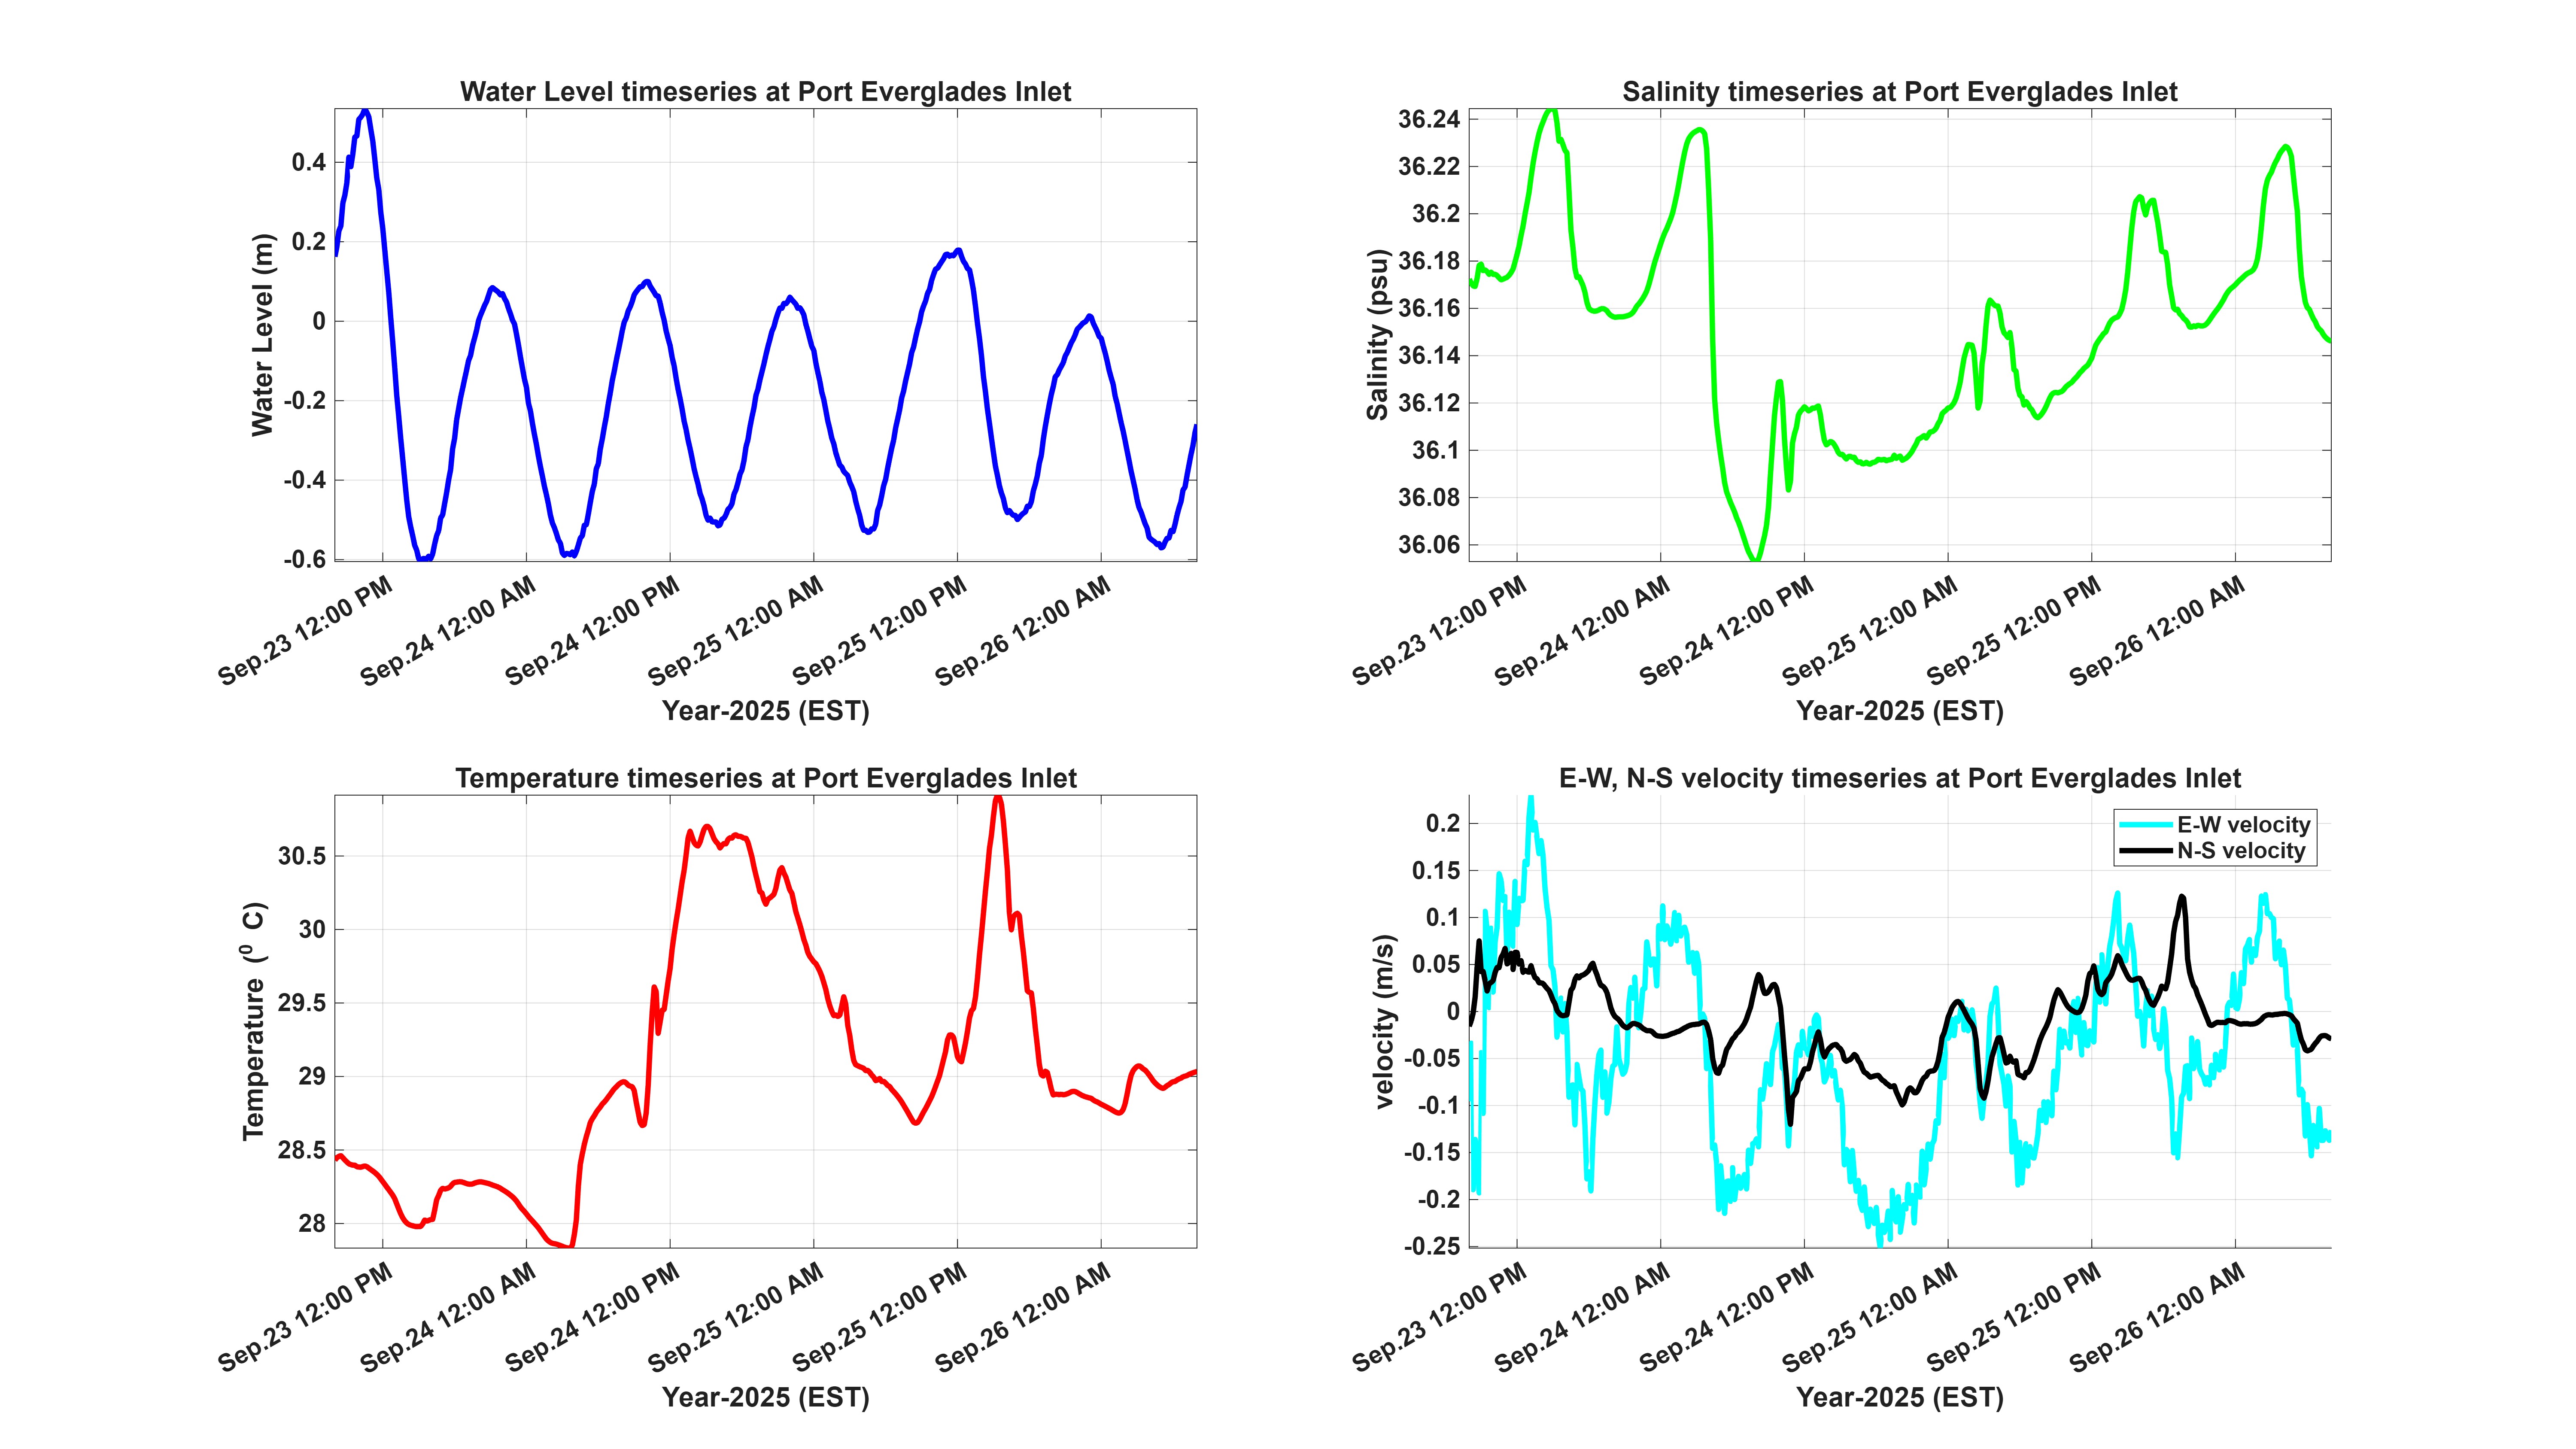 Water Level timeseries at Port Everglades Inlet
Water Level (m)
0.4
0.2
0
-0.2
-0.4
-0.6
Sep.23 12:00 PM
Sep.24 12:00 AM
Sep.24 12:00 PM
Sep.25 12:00 AM
Sep.25 12:00 PM
Sep.26 12:00 AM
Year-2025 (EST)
Salinity timeseries at Port Everglades Inlet
Salinity (psu)
36.24
36.22
36.2
36.18
36.16
36.14
36.12
36.1
36.08
36.06
Sep.23 12:00 PM
Sep.24 12:00 AM
Sep.24 12:00 PM
Sep.25 12:00 AM
Sep.25 12:00 PM
Sep.26 12:00 AM
Year-2025 (EST)
Temperature timeseries at Port Everglades Inlet
Temperature (⁰ C)
30.5
30
29.5
29
28.5
28
Sep.23 12:00 PM
Sep.24 12:00 AM
Sep.24 12:00 PM
Sep.25 12:00 AM
Sep.25 12:00 PM
Sep.26 12:00 AM
Year-2025 (EST)
E-W, N-S velocity timeseries at Port Everglades Inlet
velocity (m/s)
0.2
0.15
0.1
0.05
0
-0.05
-0.1
-0.15
-0.2
-0.25
E-W velocity
N-S velocity
Sep.23 12:00 PM
Sep.24 12:00 AM
Sep.24 12:00 PM
Sep.25 12:00 AM
Sep.25 12:00 PM
Sep.26 12:00 AM
Year-2025 (EST)